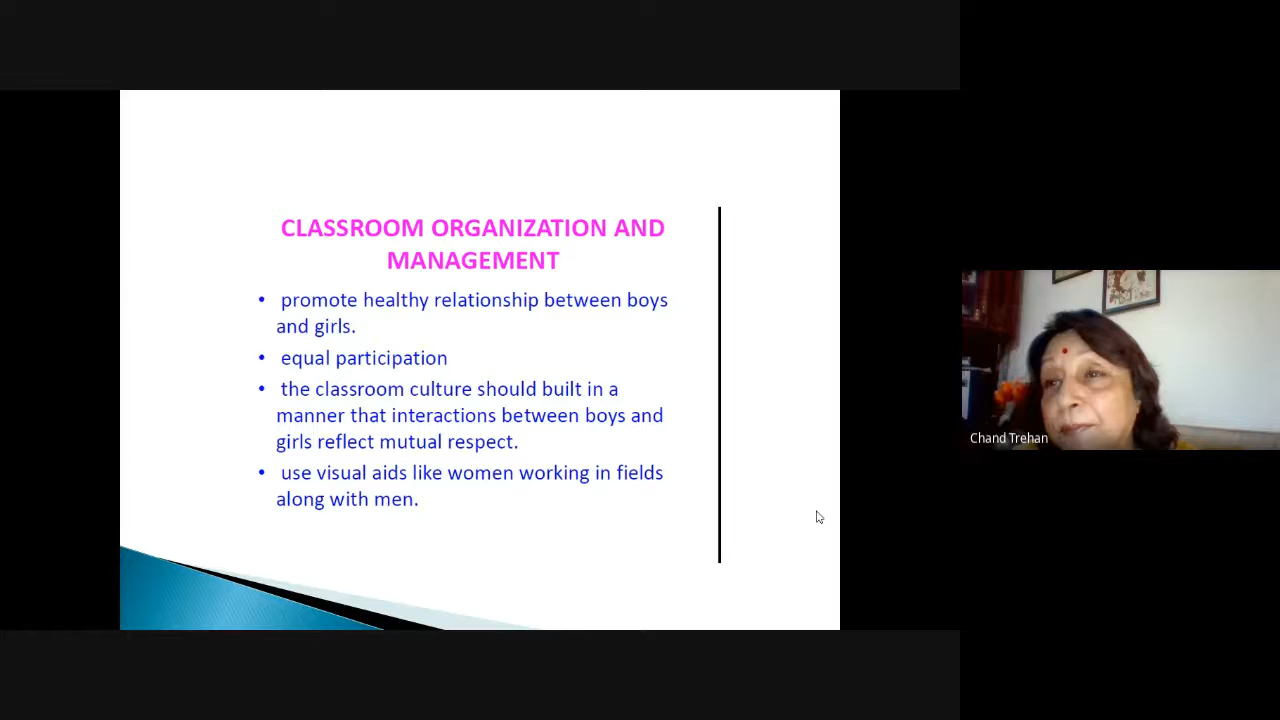 CLASSROOM ORGANIZATION AND
MANAGEMENT
• promote healthy relationship between boys
and girls.
• equal participation
• the classroom culture should built in a
manner that interactions between boys and
girls reflect mutual respect.
• use visual aids like women working in fields
along with men.
Chand Trehan